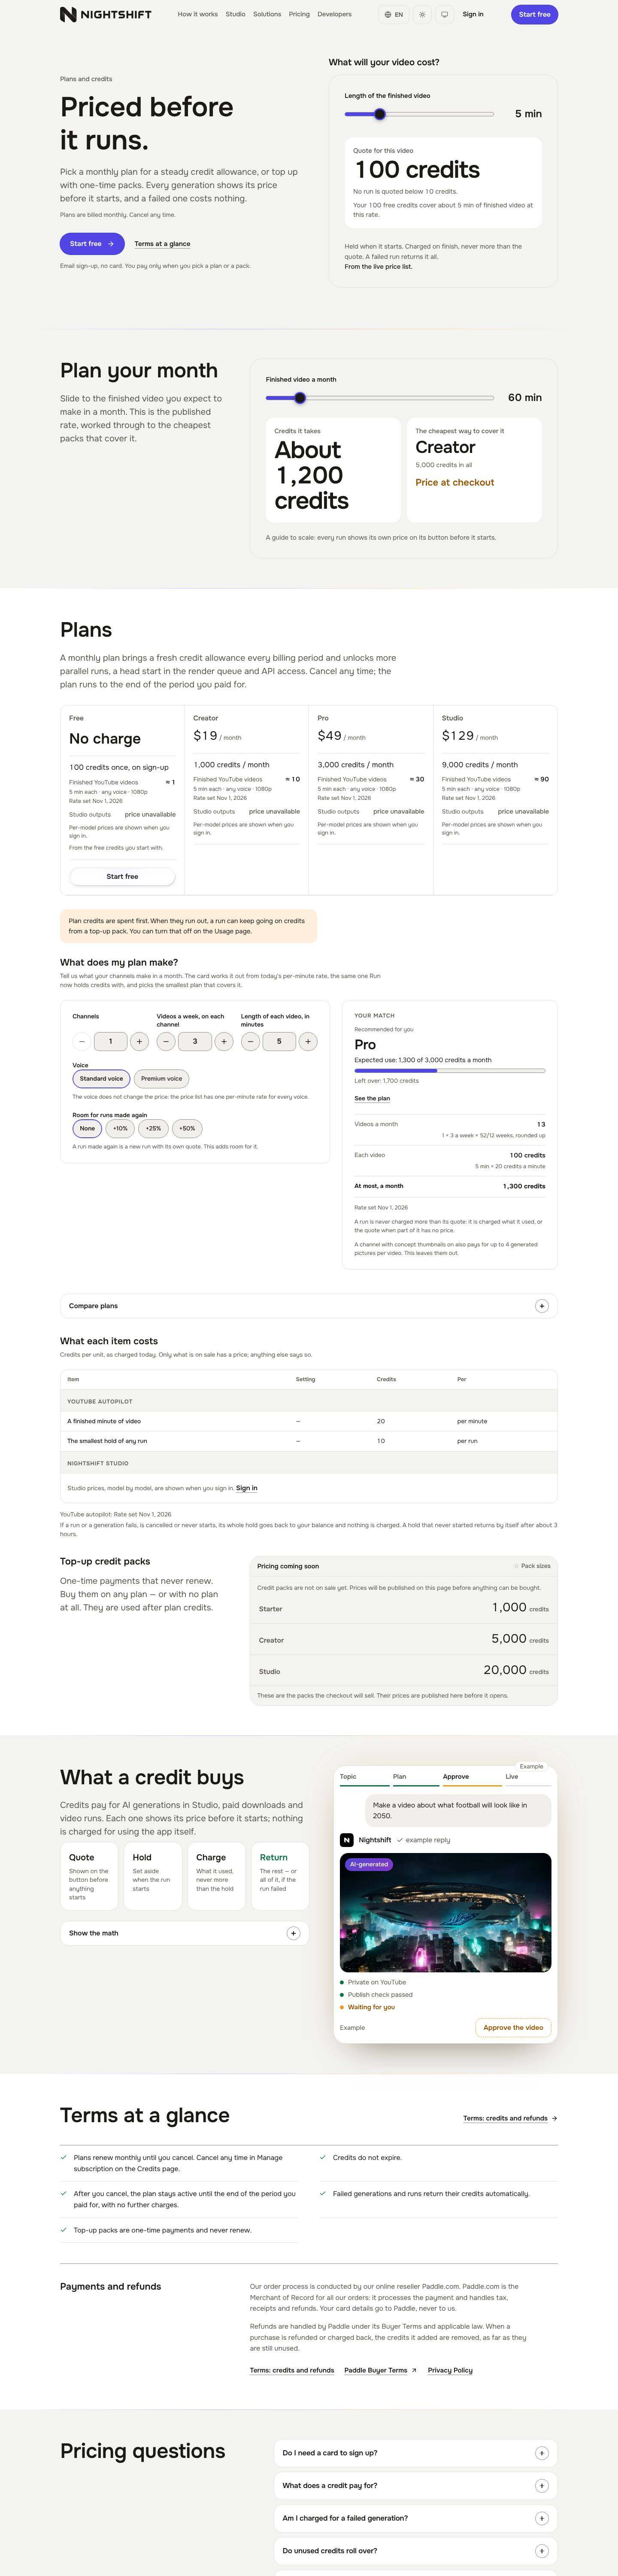 NIGHTSHIFT
How it works
Studio
Solutions
Pricing
Developers
EN
Sign in
Start free
Plans and credits
Priced before
it runs.
Pick a monthly plan for a steady credit allowance, or top up
with one-time packs. Every generation shows its price
before it starts, and a failed one costs nothing.
Plans are billed monthly. Cancel any time.
Start free
Terms at a glance
Email sign-up, no card. You pay only when you pick a plan or a pack.
What will your video cost?
Length of the finished video
5 min
Quote for this video
100 credits
No run is quoted below 10 credits.
Your 100 free credits cover about 5 min of finished video at
this rate.
Held when it starts. Charged on finish, never more than the
quote. A failed run returns it all.
From the live price list.
Plan your month
Slide to the finished video you expect to
make in a month. This is the published
rate, worked through to the cheapest
packs that cover it.
Finished video a month
60 min
Credits it takes
About
1,200
credits
The cheapest way to cover it
Creator
5,000 credits in all
Price at checkout
A guide to scale: every run shows its own price on its button before it starts.
Plans
A monthly plan brings a fresh credit allowance every billing period and unlocks more
parallel runs, a head start in the render queue and API access. Cancel any time; the
plan runs to the end of the period you paid for.
Free
No charge
100 credits once, on sign-up
Finished YouTube videos ≈ 1
5 min each · any voice · 1080p
Rate set Nov 1, 2026
Studio outputs price unavailable
Per-model prices are shown when you
sign in.
From the free credits you start with.
Start free
Creator
$19 / month
1,000 credits / month
Finished YouTube videos ≈ 10
5 min each · any voice · 1080p
Rate set Nov 1, 2026
Studio outputs price unavailable
Per-model prices are shown when you
sign in.
Pro
$49 / month
3,000 credits / month
Finished YouTube videos ≈ 30
5 min each · any voice · 1080p
Rate set Nov 1, 2026
Studio outputs price unavailable
Per-model prices are shown when you
sign in.
Studio
$129 / month
9,000 credits / month
Finished YouTube videos ≈ 90
5 min each · any voice · 1080p
Rate set Nov 1, 2026
Studio outputs price unavailable
Per-model prices are shown when you
sign in.
Plan credits are spent first. When they run out, a run can keep going on credits
from a top-up pack. You can turn that off on the Usage page.
What does my plan make?
Tell us what your channels make in a month. The card works it out from today's per-minute rate, the same one Run
now holds credits with, and picks the smallest plan that covers it.
Channels
− 1 +
Videos a week, on each
channel
− 3 +
Length of each video, in
minutes
− 5 +
Voice
Standard voice
Premium voice
The voice does not change the price: the price list has one per-minute rate for every voice.
Room for runs made again
None
+10%
+25%
+50%
A run made again is a new run with its own quote. This adds room for it.
YOUR MATCH
Recommended for you
Pro
Expected use: 1,300 of 3,000 credits a month
Left over: 1,700 credits
See the plan
Videos a month 13
1 × 3 a week × 52/12 weeks, rounded up
Each video 100 credits
5 min × 20 credits a minute
At most, a month 1,300 credits
Rate set Nov 1, 2026
A run is never charged more than its quote: it is charged what it used, or
the quote when part of it has no price.
A channel with concept thumbnails on also pays for up to 4 generated
pictures per video. This leaves them out.
Compare plans
What each item costs
Credits per unit, as charged today. Only what is on sale has a price; anything else says so.
Item Setting Credits Per
YOUTUBE AUTOPILOT
A finished minute of video — 20 per minute
The smallest hold of any run — 10 per run
NIGHTSHIFT STUDIO
Studio prices, model by model, are shown when you sign in. Sign in
YouTube autopilot: Rate set Nov 1, 2026
If a run or a generation fails, is cancelled or never starts, its whole hold goes back to your balance and nothing is charged. A hold that never started returns by itself after about 3
hours.
Top-up credit packs
One-time payments that never renew.
Buy them on any plan — or with no plan
at all. They are used after plan credits.
Pricing coming soon
Pack sizes
Credit packs are not on sale yet. Prices will be published on this page before anything can be bought.
Starter 1,000 credits
Creator 5,000 credits
Studio 20,000 credits
These are the packs the checkout will sell. Their prices are published here before it opens.
What a credit buys
Credits pay for AI generations in Studio, paid downloads and
video runs. Each one shows its price before it starts; nothing
is charged for using the app itself.
Quote
Shown on the
button before
anything
starts
Hold
Set aside
when the run
starts
Charge
What it used,
never more
than the hold
Return
The rest — or
all of it, if the
run failed
Show the math
Example
Topic
Plan
Approve
Live
Make a video about what football will look like in
2050.
Nightshift
example reply
AI-generated
Private on YouTube
Publish check passed
Waiting for you
Example
Approve the video
Terms at a glance
Terms: credits and refunds
Plans renew monthly until you cancel. Cancel any time in Manage
subscription on the Credits page.
Credits do not expire.
After you cancel, the plan stays active until the end of the period you
paid for, with no further charges.
Failed generations and runs return their credits automatically.
Top-up packs are one-time payments and never renew.
Payments and refunds
Our order process is conducted by our online reseller Paddle.com. Paddle.com is the
Merchant of Record for all our orders: it processes the payment and handles tax,
receipts and refunds. Your card details go to Paddle, never to us.
Refunds are handled by Paddle under its Buyer Terms and applicable law. When a
purchase is refunded or charged back, the credits it added are removed, as far as they
are still unused.
Terms: credits and refunds
Paddle Buyer Terms
Privacy Policy
Pricing questions
Do I need a card to sign up?
What does a credit pay for?
Am I charged for a failed generation?
Do unused credits roll over?